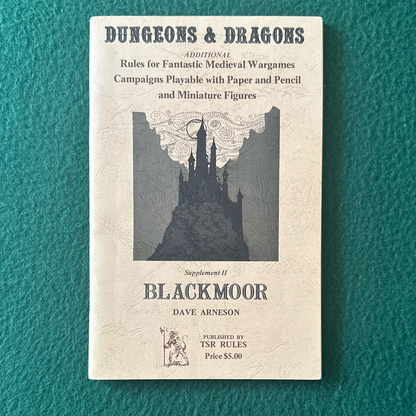 DUNGEONS & DRAGONS
ADDITIONAL
Rules for Fantastic Medieval Wargames
Campaigns Playable with Paper and Pencil
and Miniature Figures
Supplement II
BLACKMOOR
DAVE ARNESON
PUBLISHED BY
TSR RULES
Price $5.00